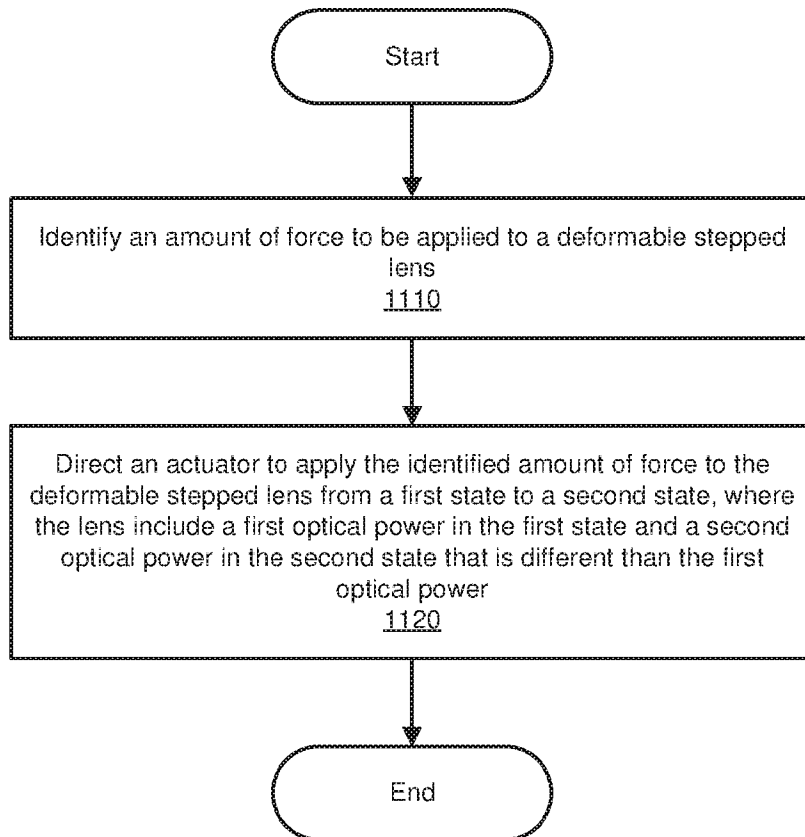 Start
Identify an amount of force to be applied to a deformable stepped
lens
1110
Direct an actuator to apply the identified amount of force to the
deformable stepped lens from a first state to a second state, where
the lens include a first optical power in the first state and a second
optical power in the second state that is different than the first
optical power
1120
End